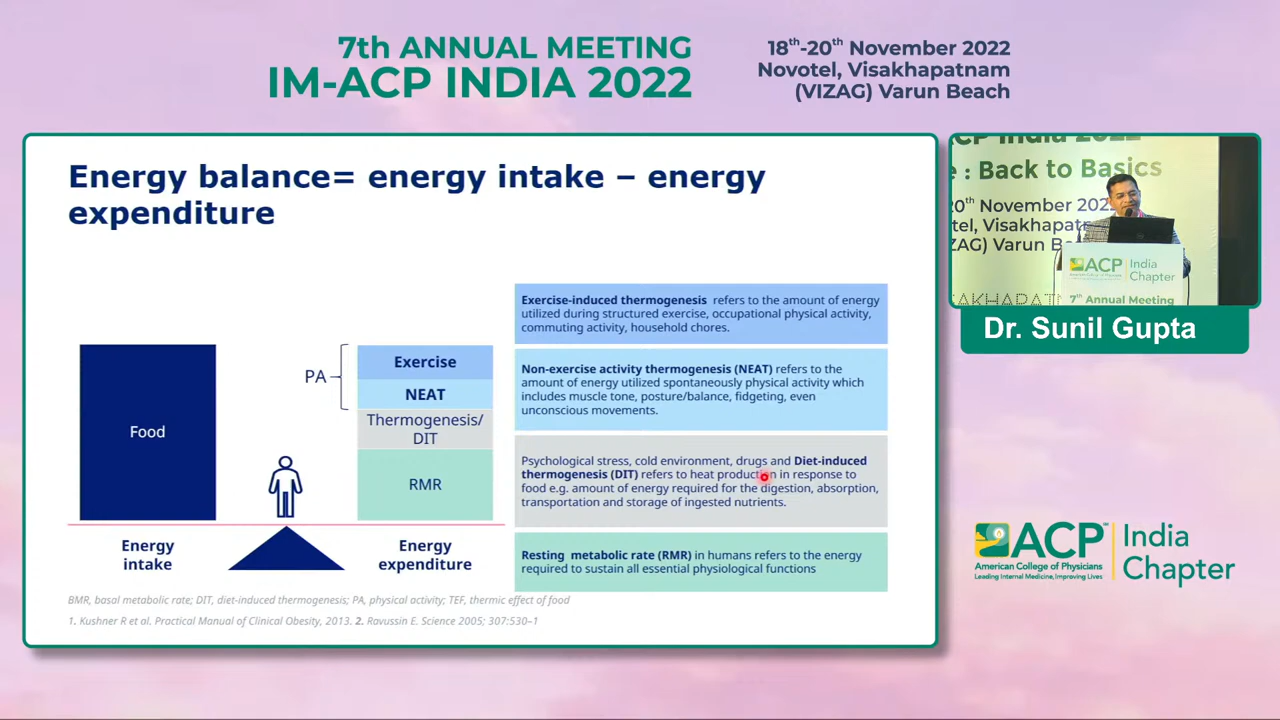 7th ANNUAL MEETING
IM-ACP INDIA 2022
18th-20th November 2022
Novotel, Visakhapatnam
(VIZAG) Varun Beach
Energy balance= energy intake – energy
expenditure
Food
PA
Exercise
NEAT
Thermogenesis/
DIT
RMR
Energy
intake
Energy
expenditure
Exercise-induced thermogenesis refers to the amount of energy
utilized during structured exercise, occupational physical activity,
commuting activity, household chores.
Non-exercise activity thermogenesis (NEAT) refers to the
amount of energy utilized spontaneously physical activity which
includes muscle tone, posture/balance, fidgeting, even
unconscious movements.
Psychological stress, cold environment, drugs and Diet-induced
thermogenesis (DIT) refers to heat production in response to
food e.g. amount of energy required for the digestion, absorption,
transportation and storage of ingested nutrients.
Resting metabolic rate (RMR) in humans refers to the energy
required to sustain all essential physiological functions
BMR, basal metabolic rate; DIT, diet-induced thermogenesis; PA, physical activity; TEF, thermic effect of food
1. Kushner R et al. Practical Manual of Clinical Obesity, 2013. 2. Ravussin E. Science 2005; 307:530–1
India 2022
: Back to Basics
November 2022
(VIZAG) Varun
ACP India
Chapter
7th Annual Meeting
Dr. Sunil Gupta
ACP
American College of Physicians
Leading Internal Medicine, Improving Lives
India
Chapter